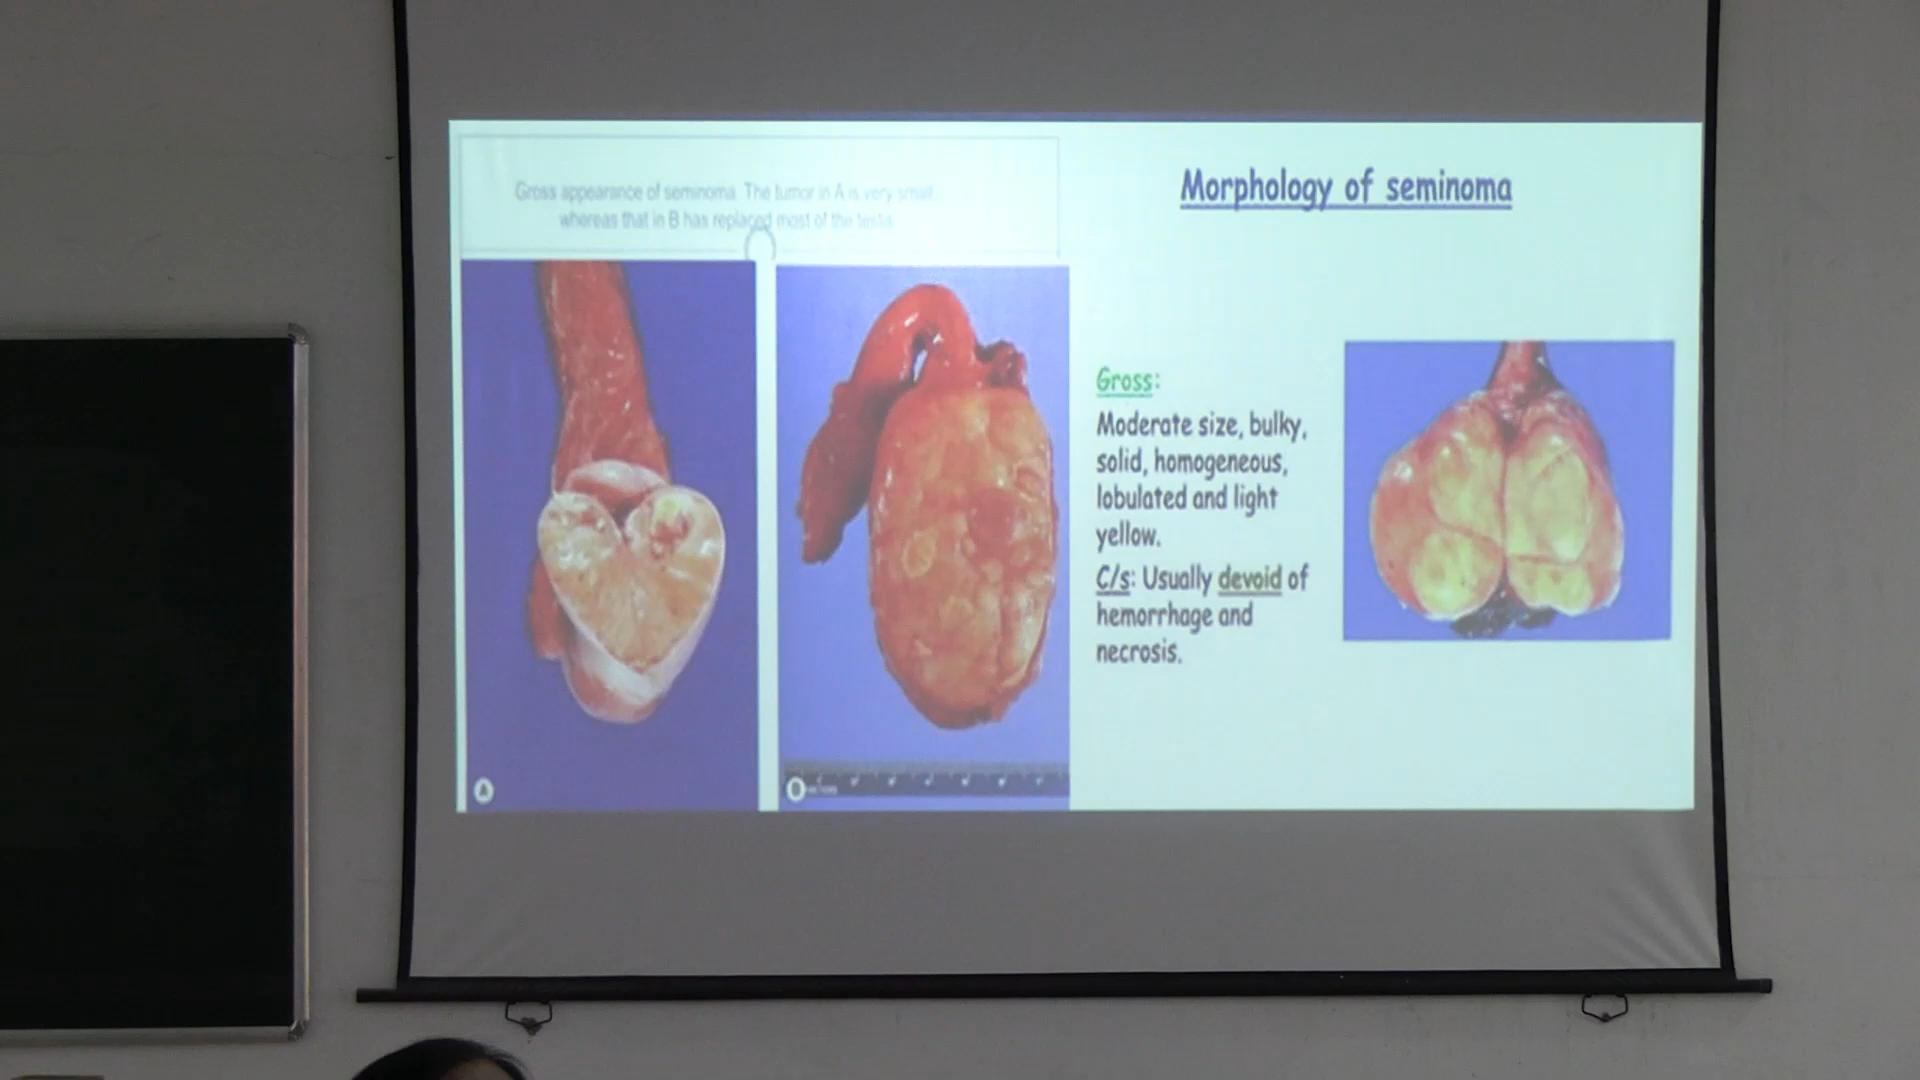 Gross appearance of seminoma. The tumor in A is very small
whereas that in B has replaced most of the testis
Morphology of seminoma
A
B
Gross:
Moderate size, bulky,
solid, homogeneous,
lobulated and light
yellow.
C/s: Usually devoid of
hemorrhage and
necrosis.